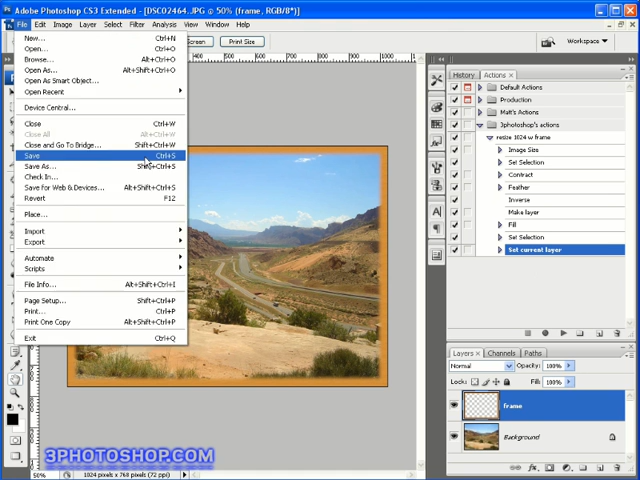 Adobe Photoshop CS3 Extended - [DSC02464.JPG @ 50% (frame, RGB/8*)]
File Edit Image Layer Select Filter Analysis View Window Help
Screen Print Size Workspace
New... Ctrl+N
Open... Ctrl+O
Browse... Alt+Ctrl+O
Open As... Alt+Shift+Ctrl+O
Open As Smart Object...
Open Recent
Device Central...
Close Ctrl+W
Close All Alt+Ctrl+W
Close and Go To Bridge... Shift+Ctrl+W
Save Ctrl+S
Save As... Shift+Ctrl+S
Check In...
Save for Web & Devices... Alt+Shift+Ctrl+S
Revert F12
Place...
Import
Export
Automate
Scripts
File Info... Alt+Shift+Ctrl+I
Page Setup... Shift+Ctrl+P
Print... Ctrl+P
Print One Copy Alt+Shift+Ctrl+P
Exit Ctrl+Q
400 500 600 700 800 900 1000
History Actions
Default Actions
Production
Matt's Actions
3photoshop's actions
resize 1024 w frame
Image Size
Set Selection
Contract
Feather
Inverse
Make layer
Fill
Set Selection
Set current layer
Layers Channels Paths
Normal Opacity: 100%
Lock: Fill: 100%
frame
Background
3PHOTOSHOP.COM
50% 1024 pixels x 768 pixels (72 ppi)